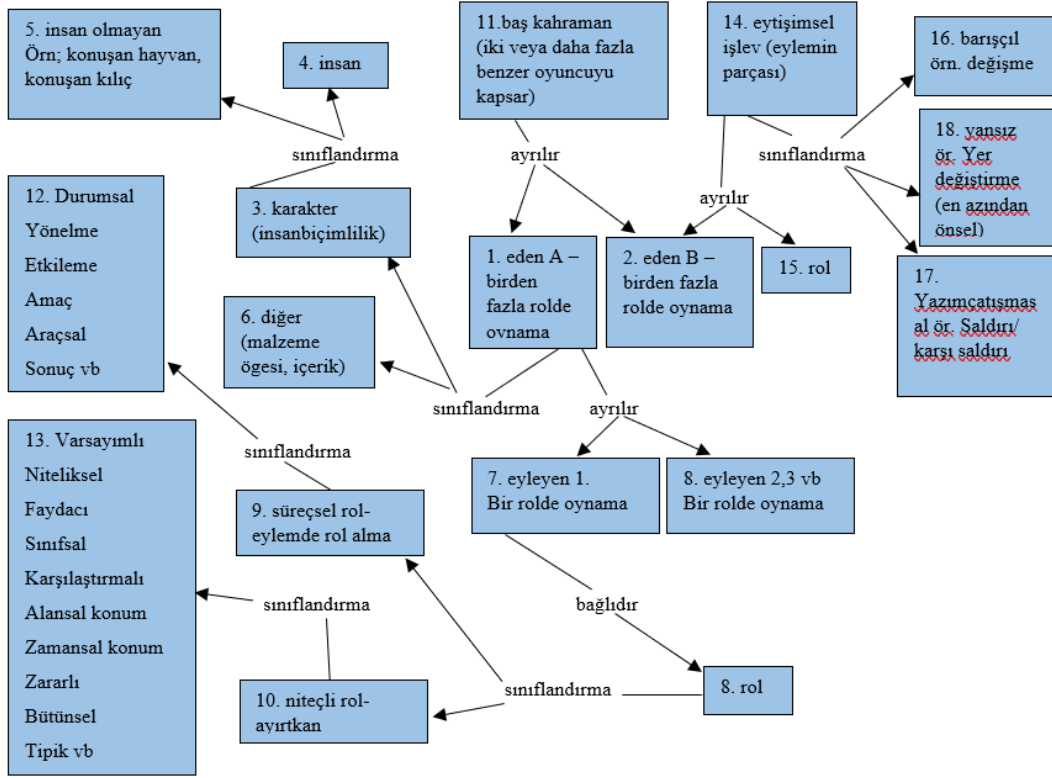 5. insan olmayan
Örn; konuşan hayvan,
konuşan kılıç
4. insan
11.baş kahraman
(iki veya daha fazla
benzer oyuncuyu
kapsar)
14. eytişimsel
işlev (eylemin
parçası)
16. barışçıl
örn. değişme
18. yansız
ör. Yer
değiştirme
(en azından
önsel)
sınıflandırma
ayrılır
sınıflandırma
12. Durumsal
Yönelme
Etkileme
Amaç
Araçsal
Sonuç vb
3. karakter
(insanbiçimlilik)
ayrılır
1. eden A –
birden
fazla rolde
ovnama
2. eden B –
birden fazla
rolde oynama
15. rol
17.
Yazımçatışmas
al ör. Saldırı/
karşı saldırı
6. diğer
(malzeme
ögesi, içerik)
sınıflandırma
ayrılır
13. Varsayımlı
Niteliksel
Faydacı
Sınıfsal
Karşılaştırmalı
Alansal konum
Zamansal konum
Zararlı
Bütünsel
Tipik vb
sınıflandırma
7. eyleyen 1.
Bir rolde oynama
8. eyleyen 2,3 vb
Bir rolde oynama
9. süreçsel rol-
eylemde rol alma
sınıflandırma
bağlıdır
10. niteçli rol-
ayırtkan
sınıflandırma
8. rol